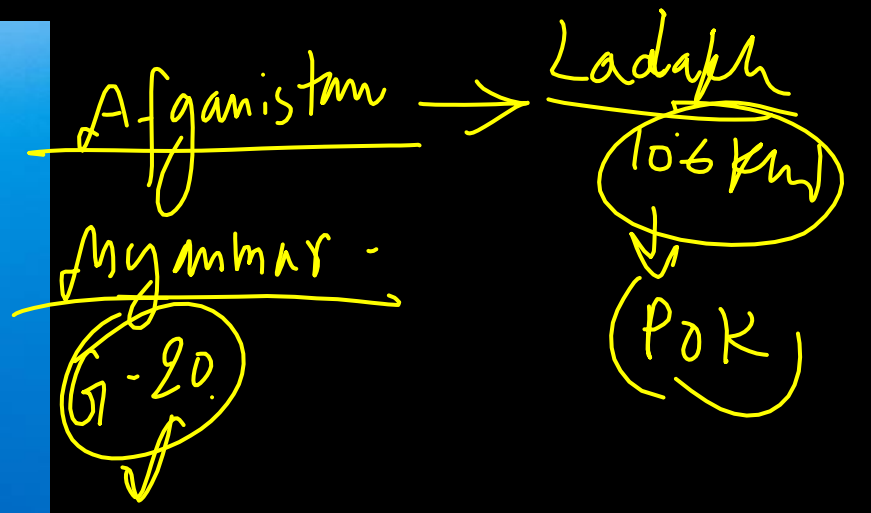 Afganistan → Ladakh
106 km
Myanmar -
G-20
POK